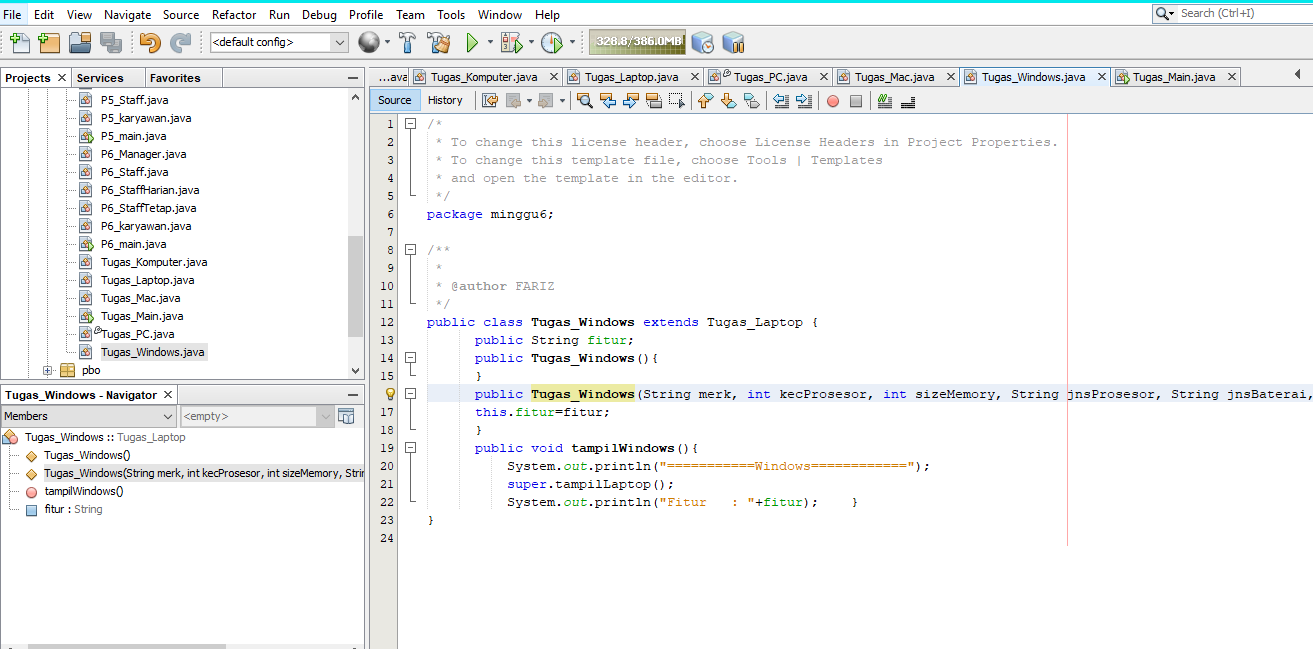 File Edit View Navigate Source Refactor Run Debug Profile Team Tools Window Help
Search (Ctrl+I)
<default config>
328.8/386.0MB
Projects Services Favorites
P5_Staff.java
P5_karyawan.java
P5_main.java
P6_Manager.java
P6_Staff.java
P6_StaffHarian.java
P6_StaffTetap.java
P6_karyawan.java
P6_main.java
Tugas_Komputer.java
Tugas_Laptop.java
Tugas_Mac.java
Tugas_Main.java
Tugas_PC.java
Tugas_Windows.java
pbo
Tugas_Windows - Navigator
Members <empty>
Tugas_Windows :: Tugas_Laptop
Tugas_Windows()
Tugas_Windows(String merk, int kecProsesor, int sizeMemory, Strin
tampilWindows()
fitur : String
...ava Tugas_Komputer.java Tugas_Laptop.java Tugas_PC.java Tugas_Mac.java Tugas_Windows.java Tugas_Main.java
Source History
1 /*
2 * To change this license header, choose License Headers in Project Properties.
3 * To change this template file, choose Tools | Templates
4 * and open the template in the editor.
5 */
6 package minggu6;
7
8 /**
9 *
10 * @author FARIZ
11 */
12 public class Tugas_Windows extends Tugas_Laptop {
13 public String fitur;
14 public Tugas_Windows(){
15 }
public Tugas_Windows(String merk, int kecProsesor, int sizeMemory, String jnsProsesor, String jnsBaterai,
17 this.fitur=fitur;
18 }
19 public void tampilWindows(){
20 System.out.println("===========Windows============");
21 super.tampilLaptop();
22 System.out.println("Fitur : "+fitur); }
23 }
24